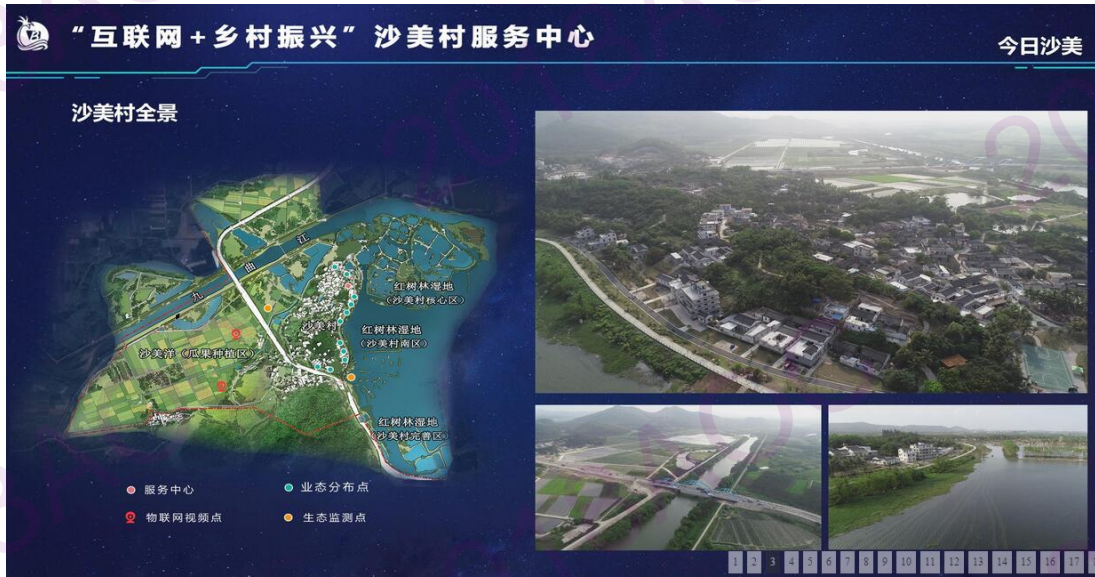 “互联网+乡村振兴”沙美村服务中心
今日沙美
沙美村全景
九曲江
红树林湿地
(沙美村核心区)
沙美村
红树林湿地
(沙美村南区)
沙美洋(瓜果种植区)
红树林湿地
(沙美村完善区)
服务中心
业态分布点
物联网视频点
生态监测点
1 2 3 4 5 6 7 8 9 10 11 12 13 14 15 16 17